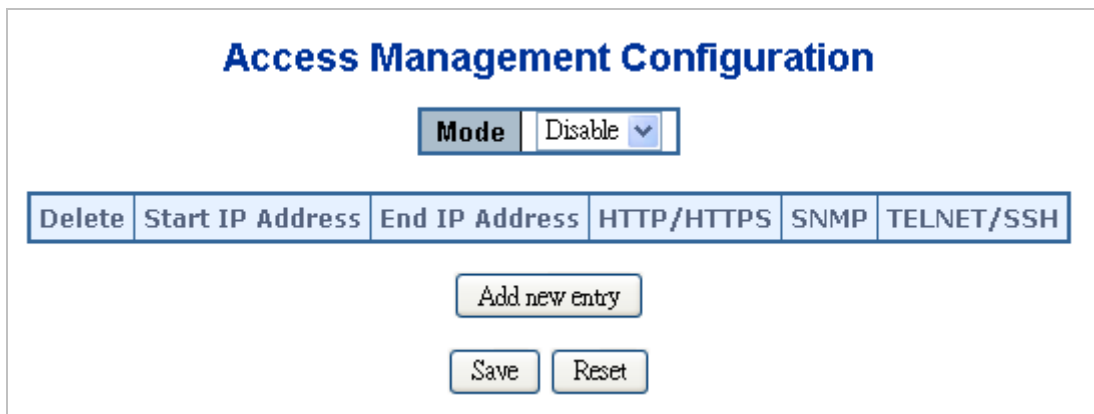 Access Management Configuration
Mode Disable
Delete Start IP Address End IP Address HTTP/HTTPS SNMP TELNET/SSH
Add new entry
Save Reset